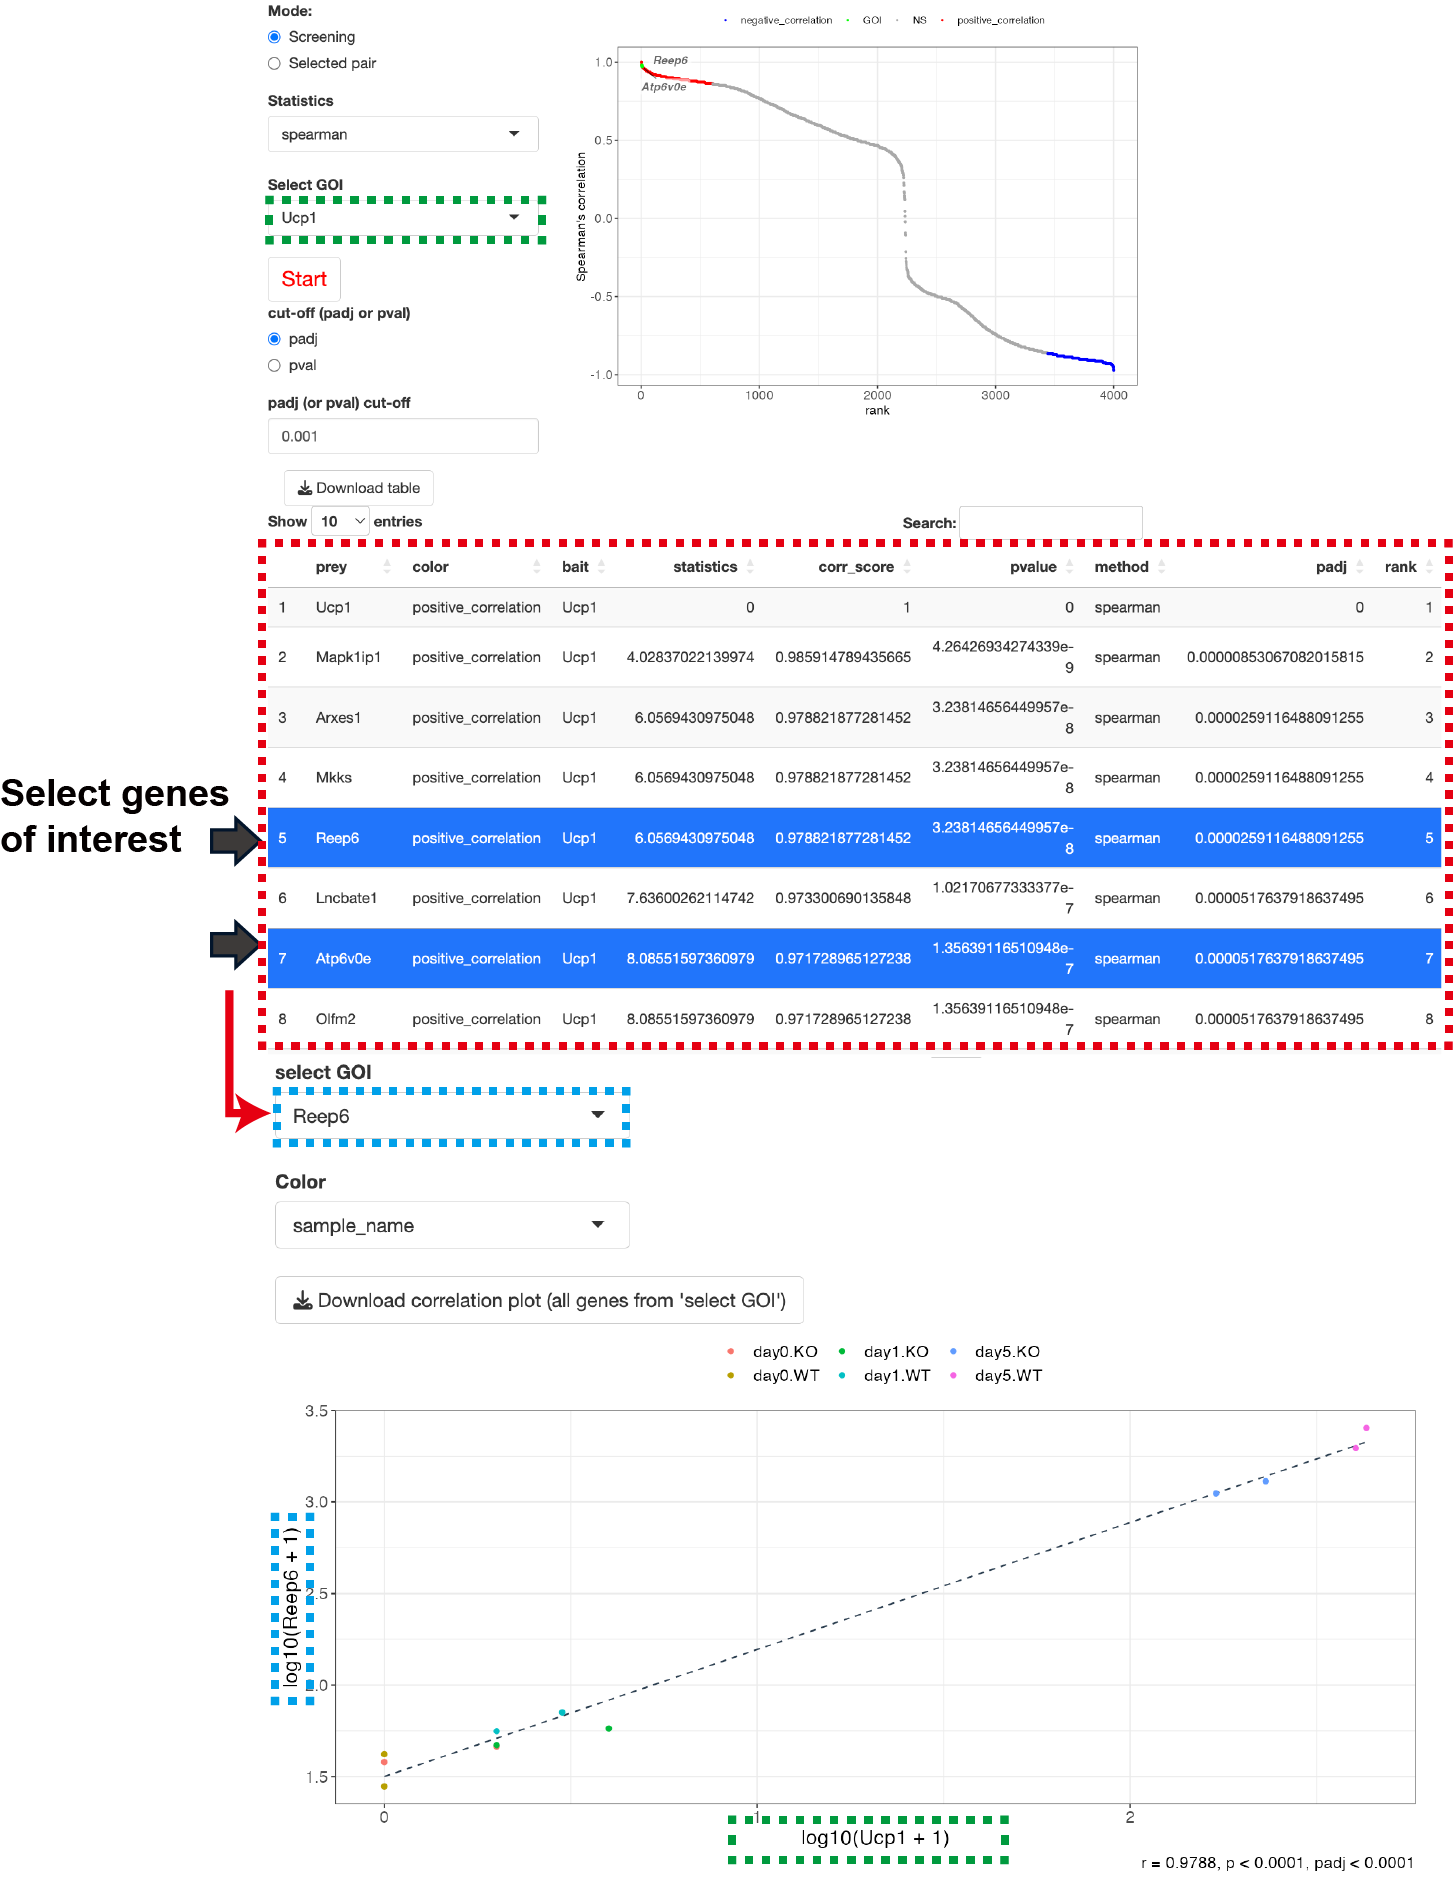 Mode:
Screening
Selected pair
Statistics
spearman
Select GOI
Ucp1
Start
cut-off (padj or pval)
padj
pval
padj (or pval) cut-off
0.001
Download table
negative_correlation GOI NS positive_correlation
Spearman's correlation
1.0
0.5
0.0
-0.5
-1.0
Reep6
Atp6v0e
0 1000 2000 3000 4000
rank
Show 10 entries
Search:
prey color bait statistics corr_score pvalue method padj rank
1 Ucp1 positive_correlation Ucp1 0 1 0 spearman 0 1
2 Mapk1ip1 positive_correlation Ucp1 4.02837022139974 0.985914789435665 4.26426934274339e-9 spearman 0.00000853067082015815 2
3 Arxes1 positive_correlation Ucp1 6.0569430975048 0.978821877281452 3.23814656449957e-8 spearman 0.0000259116488091255 3
4 Mkks positive_correlation Ucp1 6.0569430975048 0.978821877281452 3.23814656449957e-8 spearman 0.0000259116488091255 4
5 Reep6 positive_correlation Ucp1 6.0569430975048 0.978821877281452 3.23814656449957e-8 spearman 0.0000259116488091255 5
6 Lncbate1 positive_correlation Ucp1 7.63600262114742 0.973300690135848 1.02170677333377e-7 spearman 0.0000517637918637495 6
7 Atp6v0e positive_correlation Ucp1 8.08551597360979 0.971728965127238 1.35639116510948e-7 spearman 0.0000517637918637495 7
8 Olfm2 positive_correlation Ucp1 8.08551597360979 0.971728965127238 1.35639116510948e-7 spearman 0.0000517637918637495 8
Select genes
of interest
select GOI
Reep6
Color
sample_name
Download correlation plot (all genes from 'select GOI')
day0.KO day1.KO day5.KO
day0.WT day1.WT day5.WT
log10(Reep6 + 1)
3.5
3.0
2.5
2.0
1.5
0 1 2
log10(Ucp1 + 1)
r = 0.9788, p < 0.0001, padj < 0.0001